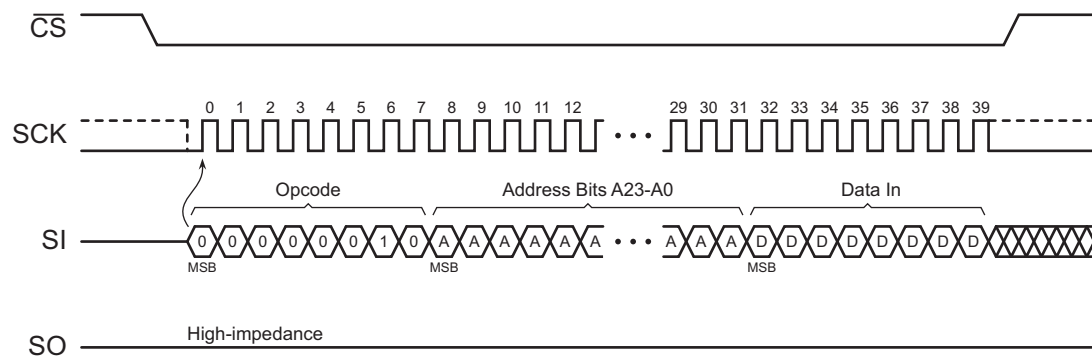 CS
0 1 2 3 4 5 6 7 8 9 10 11 12 29 30 31 32 33 34 35 36 37 38 39
SCK
Opcode Address Bits A23-A0 Data In
SI 0 0 0 0 0 0 1 0 A A A A A A A A A D D D D D D D D
MSB MSB MSB
High-impedance
SO